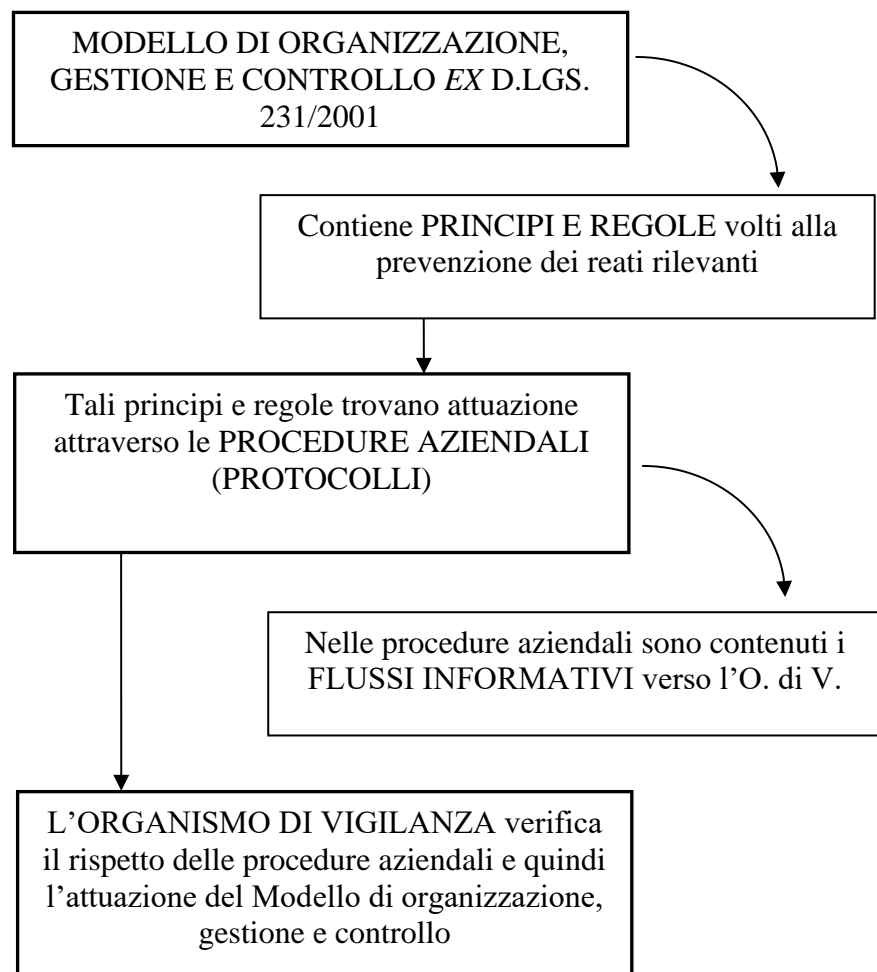 MODELLO DI ORGANIZZAZIONE,
GESTIONE E CONTROLLO EX D.LGS.
231/2001
Contiene PRINCIPI E REGOLE volti alla
prevenzione dei reati rilevanti
Tali principi e regole trovano attuazione
attraverso le PROCEDURE AZIENDALI
(PROTOCOLLI)
Nelle procedure aziendali sono contenuti i
FLUSSI INFORMATIVI verso l’O. di V.
L’ORGANISMO DI VIGILANZA verifica
il rispetto delle procedure aziendali e quindi
l’attuazione del Modello di organizzazione,
gestione e controllo